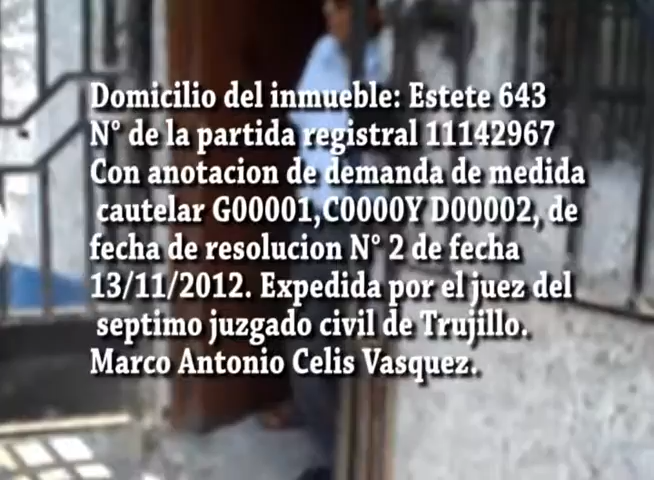 Domicilio del inmueble: Estete 643
N° de la partida registral 11142967
Con anotacion de demanda de medida
cautelar G00001,C0000Y D00002, de
fecha de resolucion N° 2 de fecha
13/11/2012. Expedida por el juez del
septimo juzgado civil de Trujillo.
Marco Antonio Celis Vasquez.